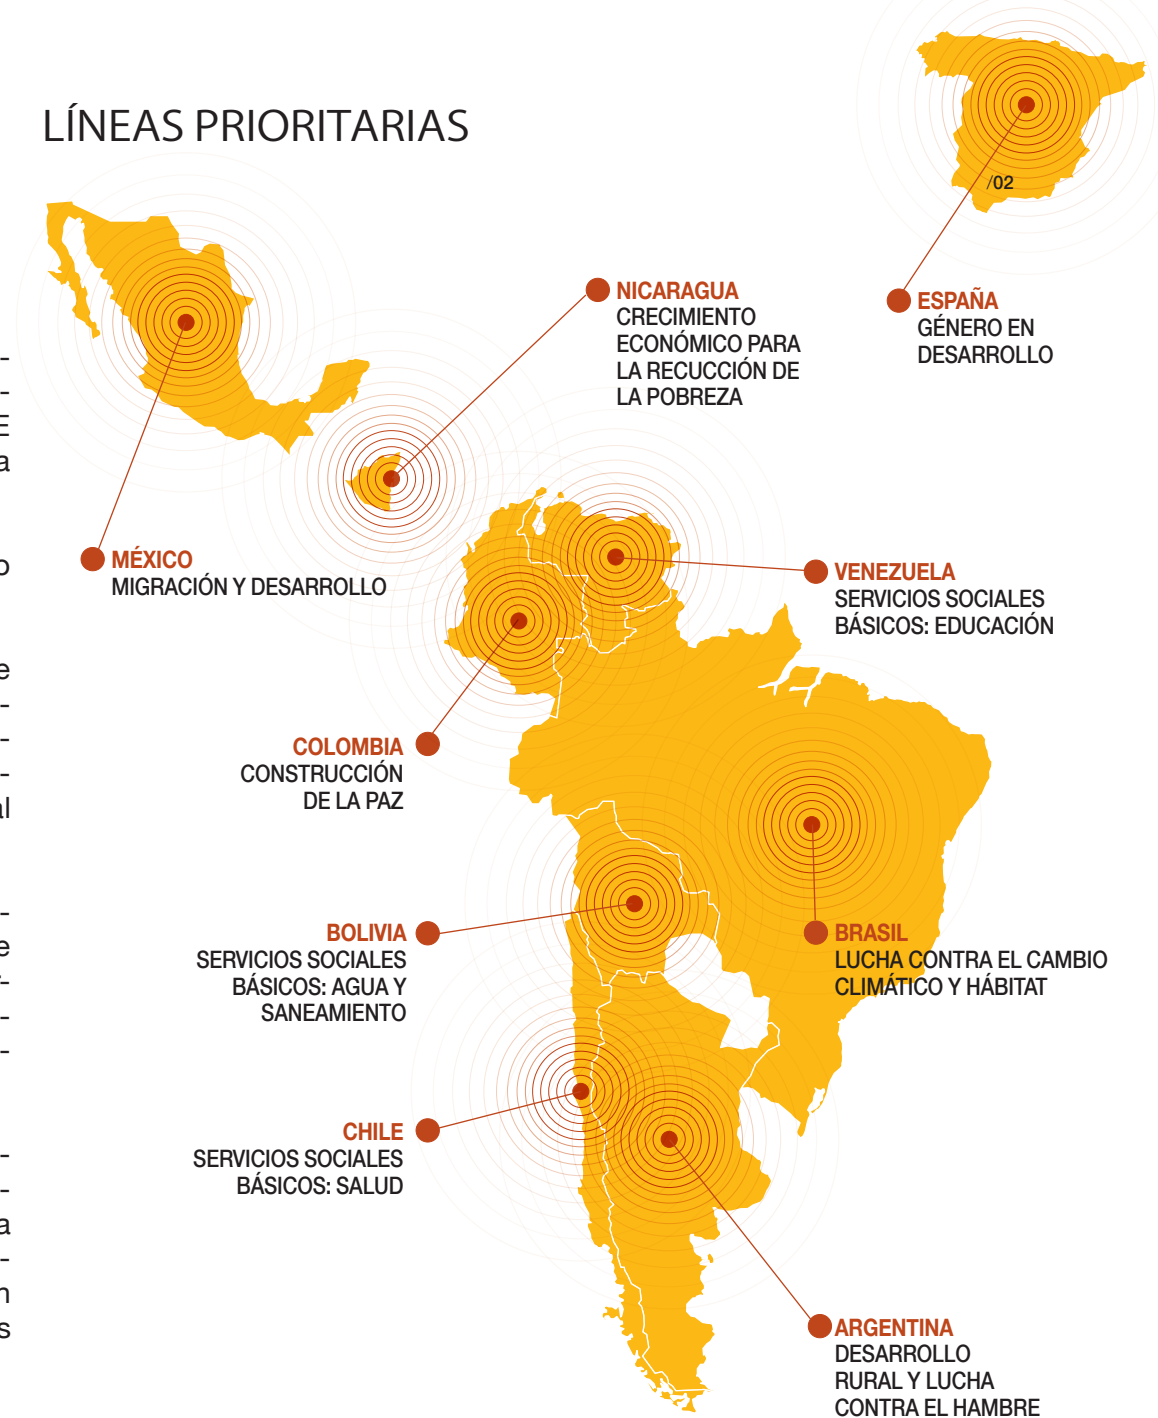 LÍNEAS PRIORITARIAS
/02
NICARAGUA
CRECIMIENTO
ECONÓMICO PARA
LA RECUCCIÓN DE
LA POBREZA
ESPAÑA
GÉNERO EN
DESARROLLO
MÉXICO
MIGRACIÓN Y DESARROLLO
VENEZUELA
SERVICIOS SOCIALES
BÁSICOS: EDUCACIÓN
COLOMBIA
CONSTRUCCIÓN
DE LA PAZ
BOLIVIA
SERVICIOS SOCIALES
BÁSICOS: AGUA Y
SANEAMIENTO
BRASIL
LUCHA CONTRA EL CAMBIO
CLIMÁTICO Y HÁBITAT
CHILE
SERVICIOS SOCIALES
BÁSICOS: SALUD
ARGENTINA
DESARROLLO
RURAL Y LUCHA
CONTRA EL HAMBRE